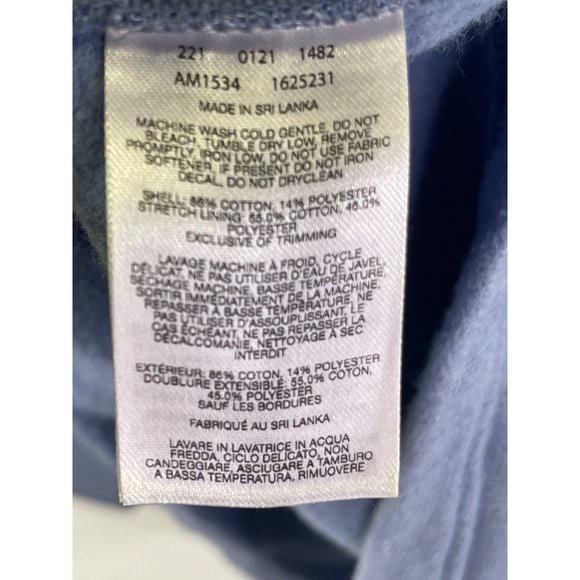 221 0121 1482
AM1534 1625231
MADE IN SRI LANKA
MACHINE WASH COLD GENTLE, DO NOT
BLEACH, TUMBLE DRY LOW, REMOVE
PROMPTLY, IRON LOW, DO NOT USE FABRIC
SOFTENER, IF PRESENT DO NOT IRON
DECAL, DO NOT DRYCLEAN
SHELL: 86% COTTON, 14% POLYESTER
STRETCH LINING: 55.0% COTTON, 45.0%
POLYESTER
EXCLUSIVE OF TRIMMING
LAVAGE MACHINE À FROID, CYCLE
DÉLICAT, NE PAS UTILISER D'EAU DE JAVEL,
SÉCHAGE MACHINE, BASSE TEMPÉRATURE,
SORTIR IMMÉDIATEMENT DE LA MACHINE,
REPASSER À BASSE TEMPÉRATURE, NE
PAS UTILISER D'ASSOUPLISSANT, LE
CAS ÉCHÉANT, NE PAS REPASSER LA
DÉCALCOMANIE, NETTOYAGE À SEC
INTERDIT
EXTÉRIEUR: 86% COTON, 14% POLYESTER
DOUBLURE EXTENSIBLE: 55.0% COTON,
45.0% POLYESTER
SAUF LES BORDURES
FABRIQUÉ AU SRI LANKA
LAVARE IN LAVATRICE IN ACQUA
FREDDA, CICLO DELICATO, NON
CANDEGGIARE, ASCIUGARE A TAMBURO
A BASSA TEMPERATURA, RIMUOVERE